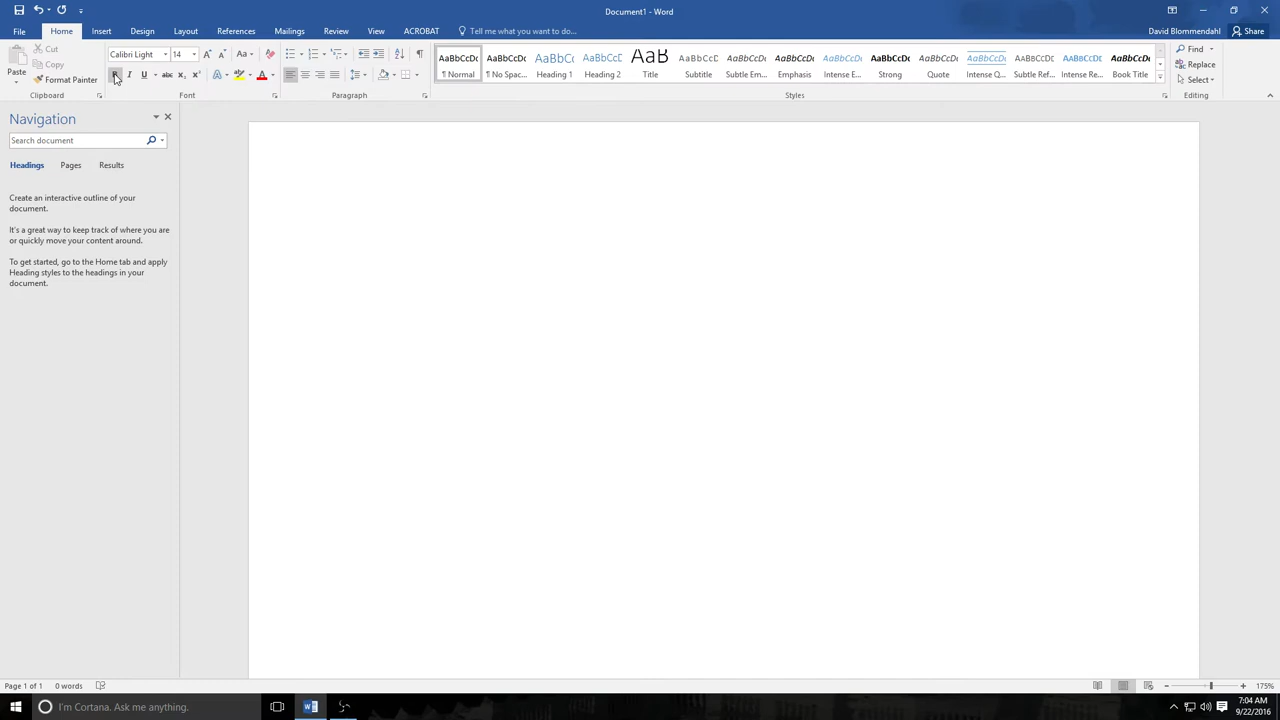 Document1 - Word
File Home Insert Design Layout References Mailings Review View ACROBAT Tell me what you want to do... David Blommendahl Share
Paste
Cut
Copy
Format Painter
Clipboard
Calibri Light 14 Aa
I U abc X₂ X² A ab A
Font
Paragraph
AaBbCcDc AaBbCcDc AaBbCc AaBbCcC AaB AaBbCcD AaBbCcDc AaBbCcDc AaBbCcDc AaBbCcDc AaBbCcDc AaBbCcDc AABBCCDC AABBCCDC AaBbCcDc
¶ Normal ¶ No Spac... Heading 1 Heading 2 Title Subtitle Subtle Em... Emphasis Intense E... Strong Quote Intense Q... Subtle Ref... Intense Re... Book Title
Styles
Find
Replace
Select
Editing
Navigation
Search document
Headings Pages Results
Create an interactive outline of your
document.
It's a great way to keep track of where you are
or quickly move your content around.
To get started, go to the Home tab and apply
Heading styles to the headings in your
document.
Page 1 of 1 0 words 175%
I'm Cortana. Ask me anything.
7:04 AM
9/22/2016